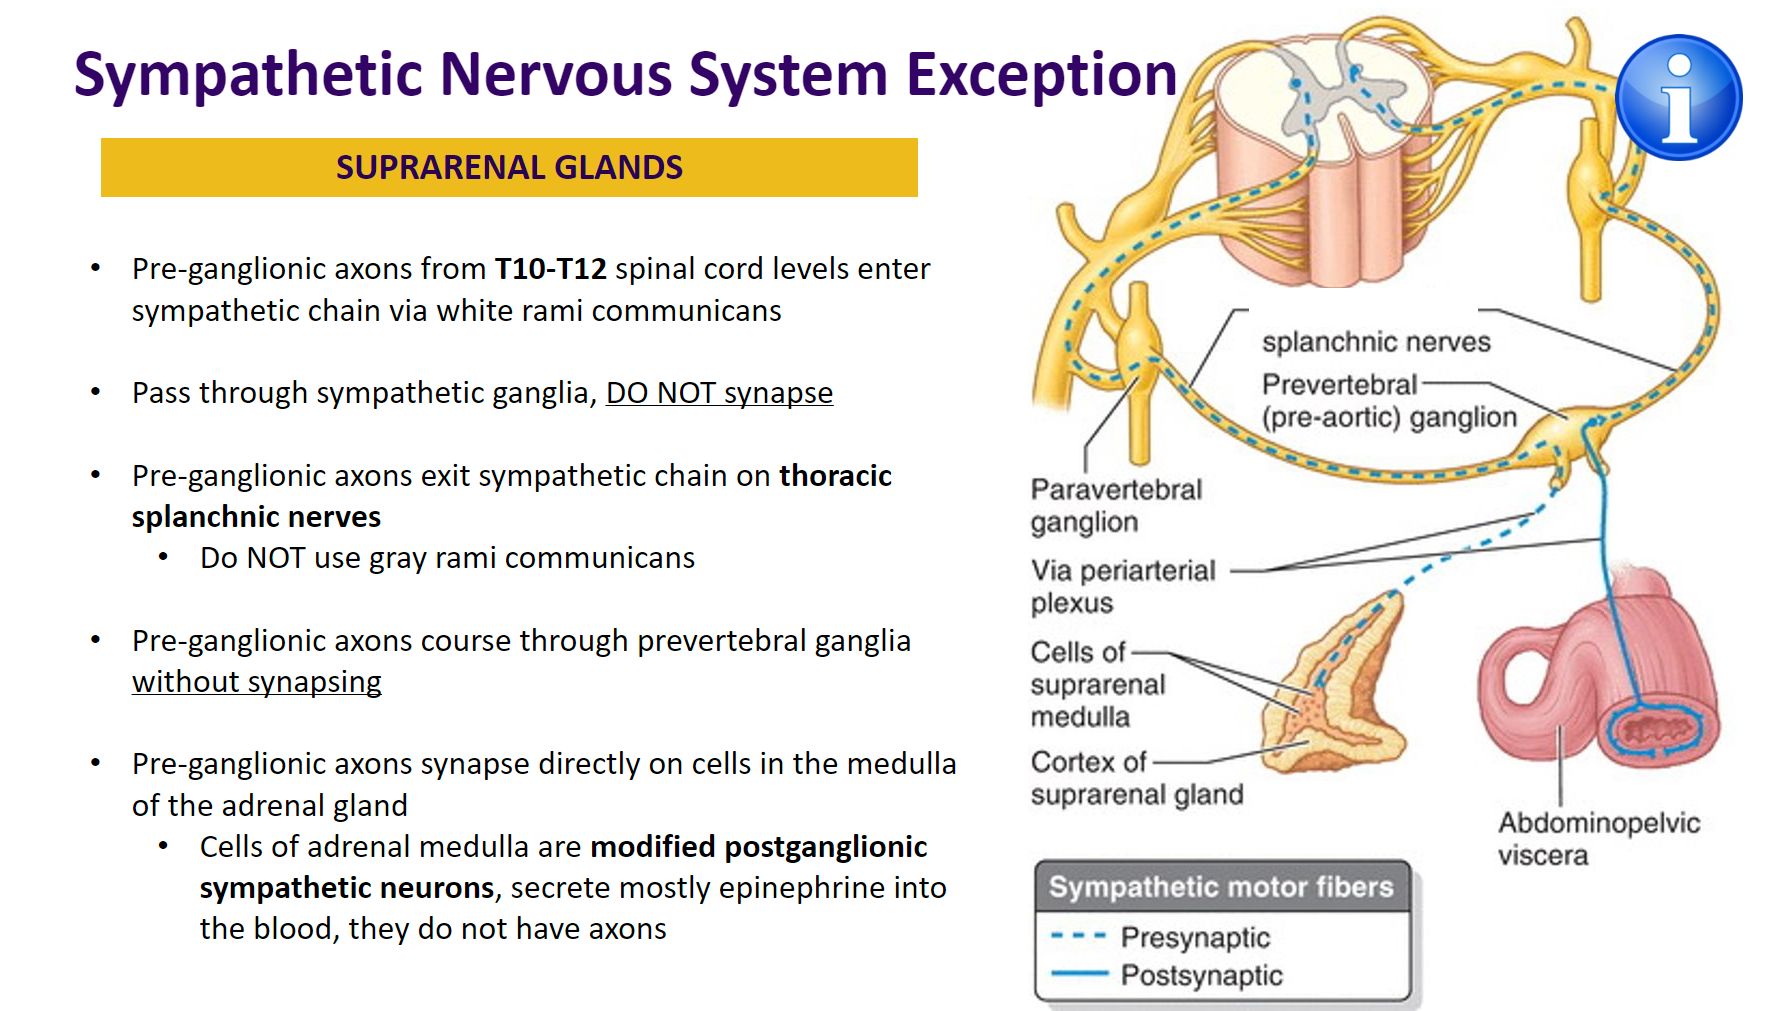 Sympathetic Nervous System Exception
SUPRARENAL GLANDS
• Pre-ganglionic axons from T10-T12 spinal cord levels enter
sympathetic chain via white rami communicans
• Pass through sympathetic ganglia, DO NOT synapse
• Pre-ganglionic axons exit sympathetic chain on thoracic
splanchnic nerves
• Do NOT use gray rami communicans
• Pre-ganglionic axons course through prevertebral ganglia
without synapsing
• Pre-ganglionic axons synapse directly on cells in the medulla
of the adrenal gland
• Cells of adrenal medulla are modified postganglionic
sympathetic neurons, secrete mostly epinephrine into
the blood, they do not have axons
i
splanchnic nerves
Prevertebral
(pre-aortic) ganglion
Paravertebral
ganglion
Via periarterial
plexus
Cells of
suprarenal
medulla
Cortex of
suprarenal gland
Abdominopelvic
viscera
Sympathetic motor fibers
Presynaptic
Postsynaptic